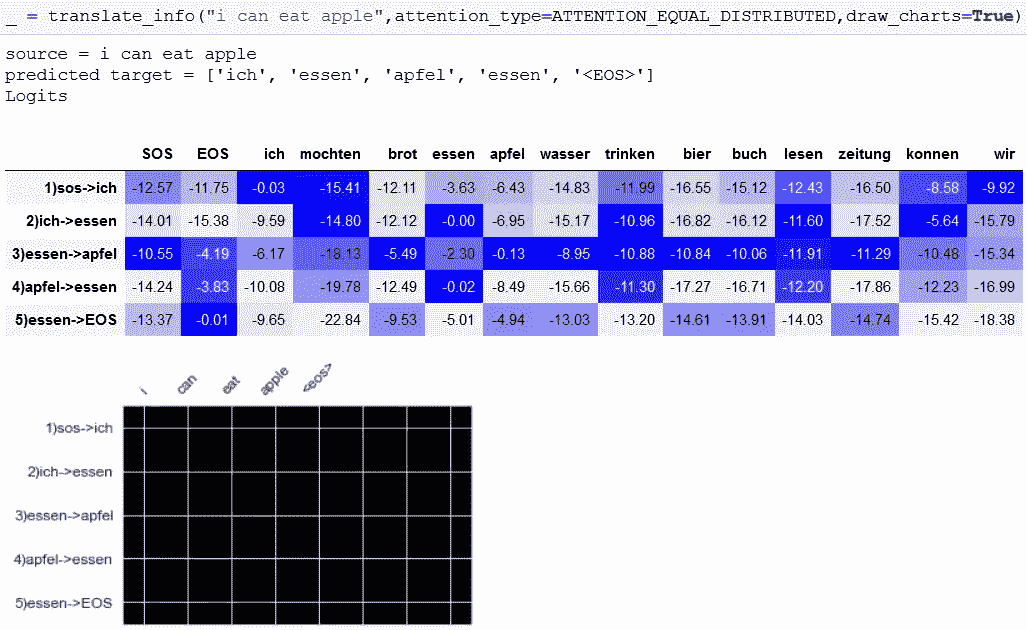 _ = translate_info("i can eat apple",attention_type=ATTENTION_EQUAL_DISTRIBUTED,draw_charts=True)
source = i can eat apple
predicted target = ['ich', 'essen', 'apfel', 'essen', '<EOS>']
Logits
SOS EOS ich mochten brot essen apfel wasser trinken bier buch lesen zeitung konnen wir
1)sos->ich -12.57 -11.75 -0.03 -15.41 -12.11 -3.63 -6.43 -14.83 -11.99 -16.55 -15.12 -12.43 -16.50 -8.58 -9.92
2)ich->essen -14.01 -15.38 -9.59 -14.80 -12.12 -0.00 -6.95 -15.17 -10.96 -16.82 -16.12 -11.60 -17.52 -5.64 -15.79
3)essen->apfel -10.55 -4.19 -6.17 -18.13 -5.49 -2.30 -0.13 -8.95 -10.88 -10.84 -10.06 -11.91 -11.29 -10.48 -15.34
4)apfel->essen -14.24 -3.83 -10.08 -19.78 -12.49 -0.02 -8.49 -15.66 -11.30 -17.27 -16.71 -12.20 -17.86 -12.23 -16.99
5)essen->EOS -13.37 -0.01 -9.65 -22.84 -9.53 -5.01 -4.94 -13.03 -13.20 -14.61 -13.91 -14.03 -14.74 -15.42 -18.38
i can eat apple <eos>
1)sos->ich
2)ich->essen
3)essen->apfel
4)apfel->essen
5)essen->EOS